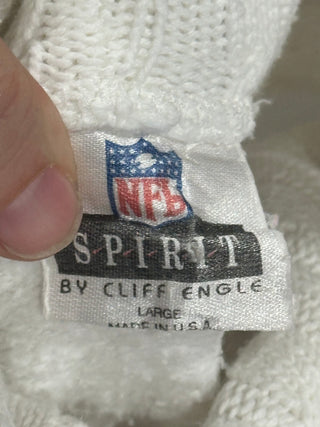 NFL
SPIRIT
BY CLIFF ENGLE
LARGE
MADE IN U.S.A.